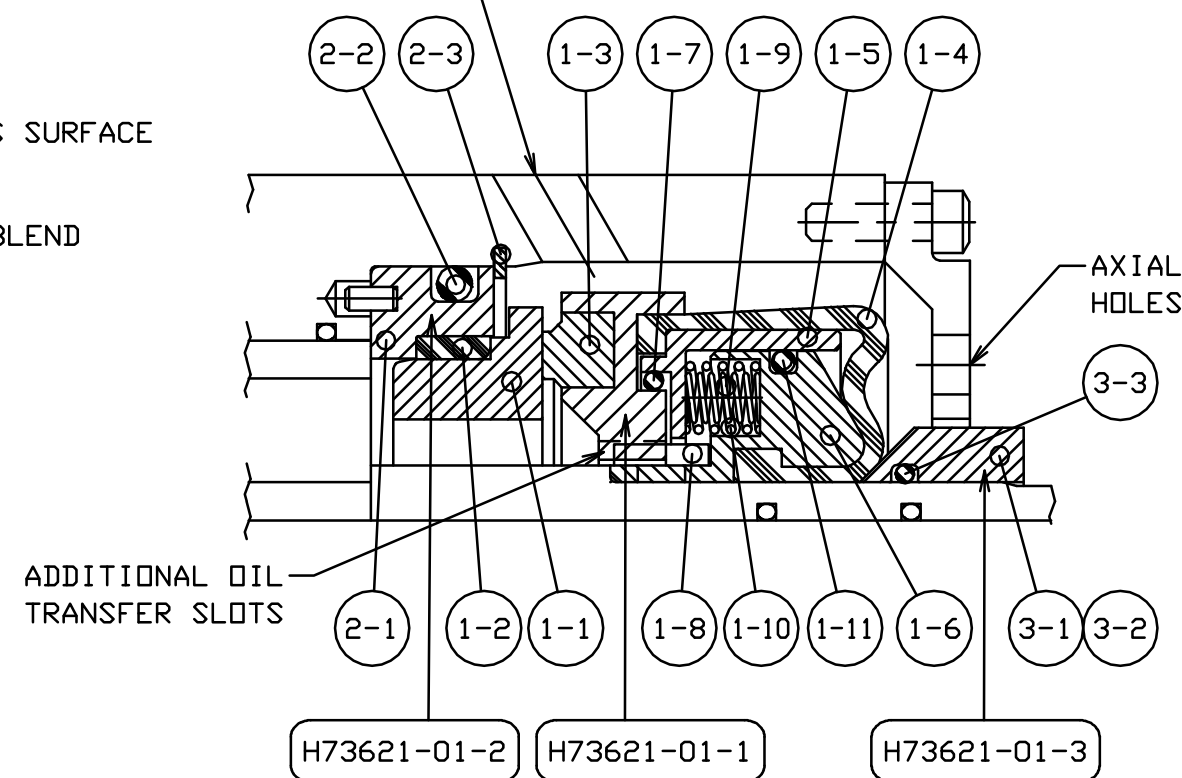 2-2 2-3 1-3 1-7 1-9 1-5 1-4
SURFACE
BLEND
AXIAL
HOLES
3-3
ADDITIONAL OIL
TRANSFER SLOTS
2-1 1-2 1-1 1-8 1-10 1-11 1-6 3-1 3-2
H73621-01-2 H73621-01-1 H73621-01-3